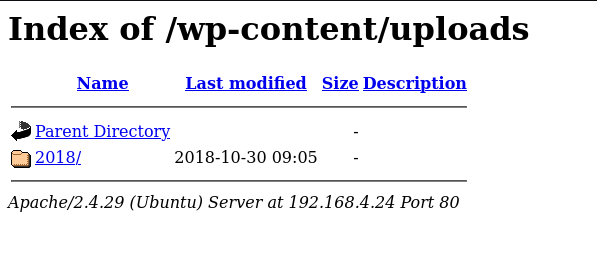 Index of /wp-content/uploads
Name Last modified Size Description
Parent Directory -
2018/ 2018-10-30 09:05 -
Apache/2.4.29 (Ubuntu) Server at 192.168.4.24 Port 80